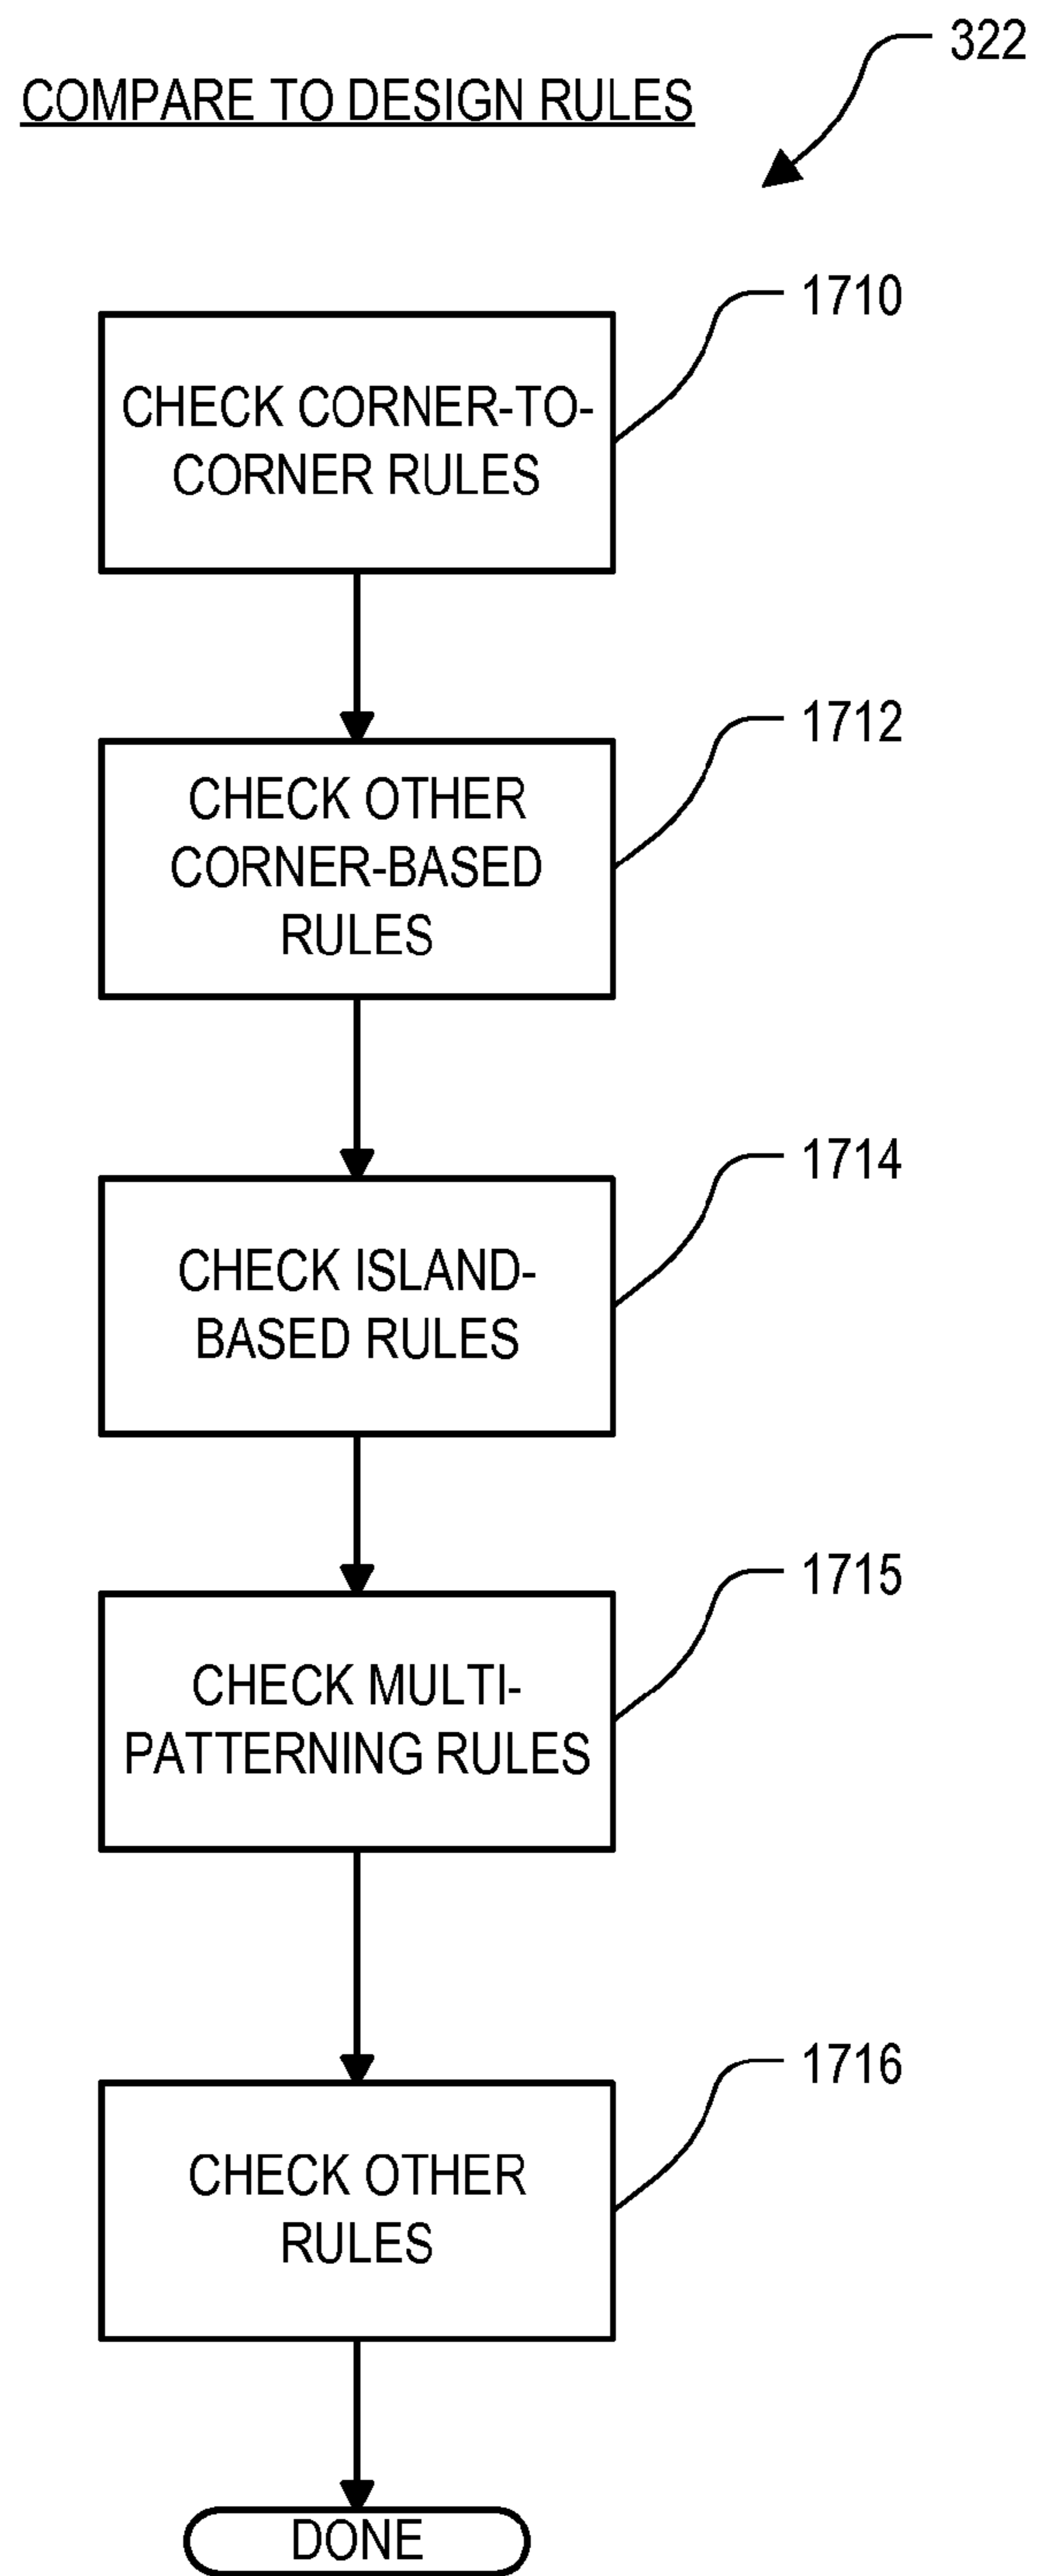 322
COMPARE TO DESIGN RULES
1710
CHECK CORNER-TO-
CORNER RULES
1712
CHECK OTHER
CORNER-BASED
RULES
1714
CHECK ISLAND-
BASED RULES
1715
CHECK MULTI-
PATTERNING RULES
1716
CHECK OTHER
RULES
DONE